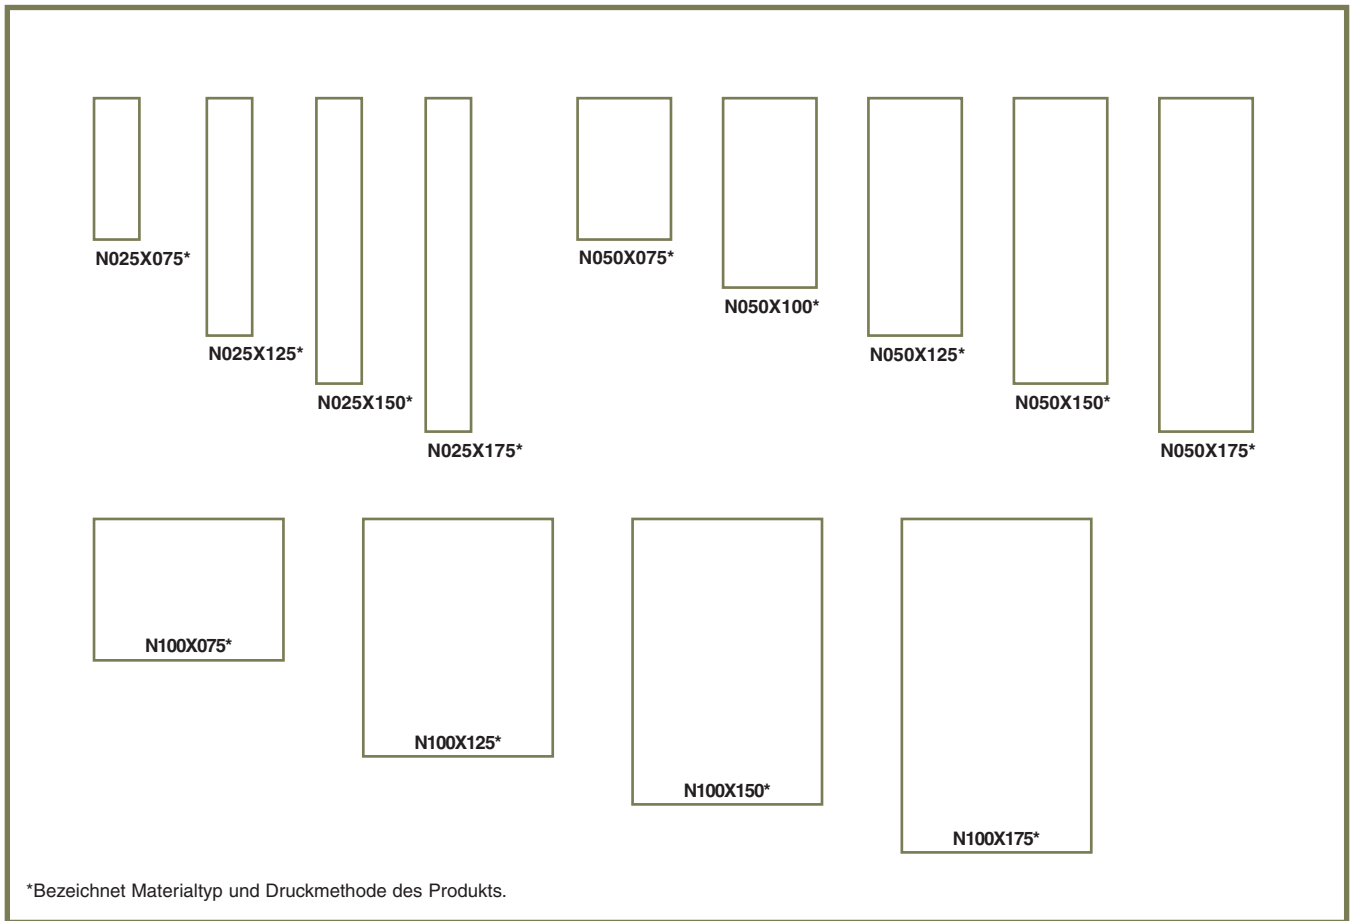 N025X075*
N050X075*
N050X100*
N025X125*
N050X125*
N025X150*
N050X150*
N025X175*
N050X175*
N100X075*
N100X125*
N100X150*
N100X175*
*Bezeichnet Materialtyp und Druckmethode des Produkts.